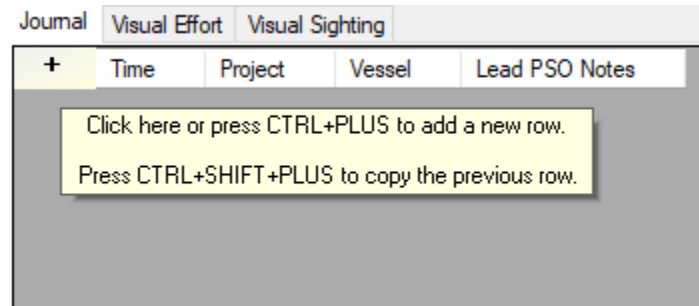 Journal Visual Effort Visual Sighting
+ Time Project Vessel Lead PSO Notes
Click here or press CTRL+PLUS to add a new row.
Press CTRL+SHIFT+PLUS to copy the previous row.